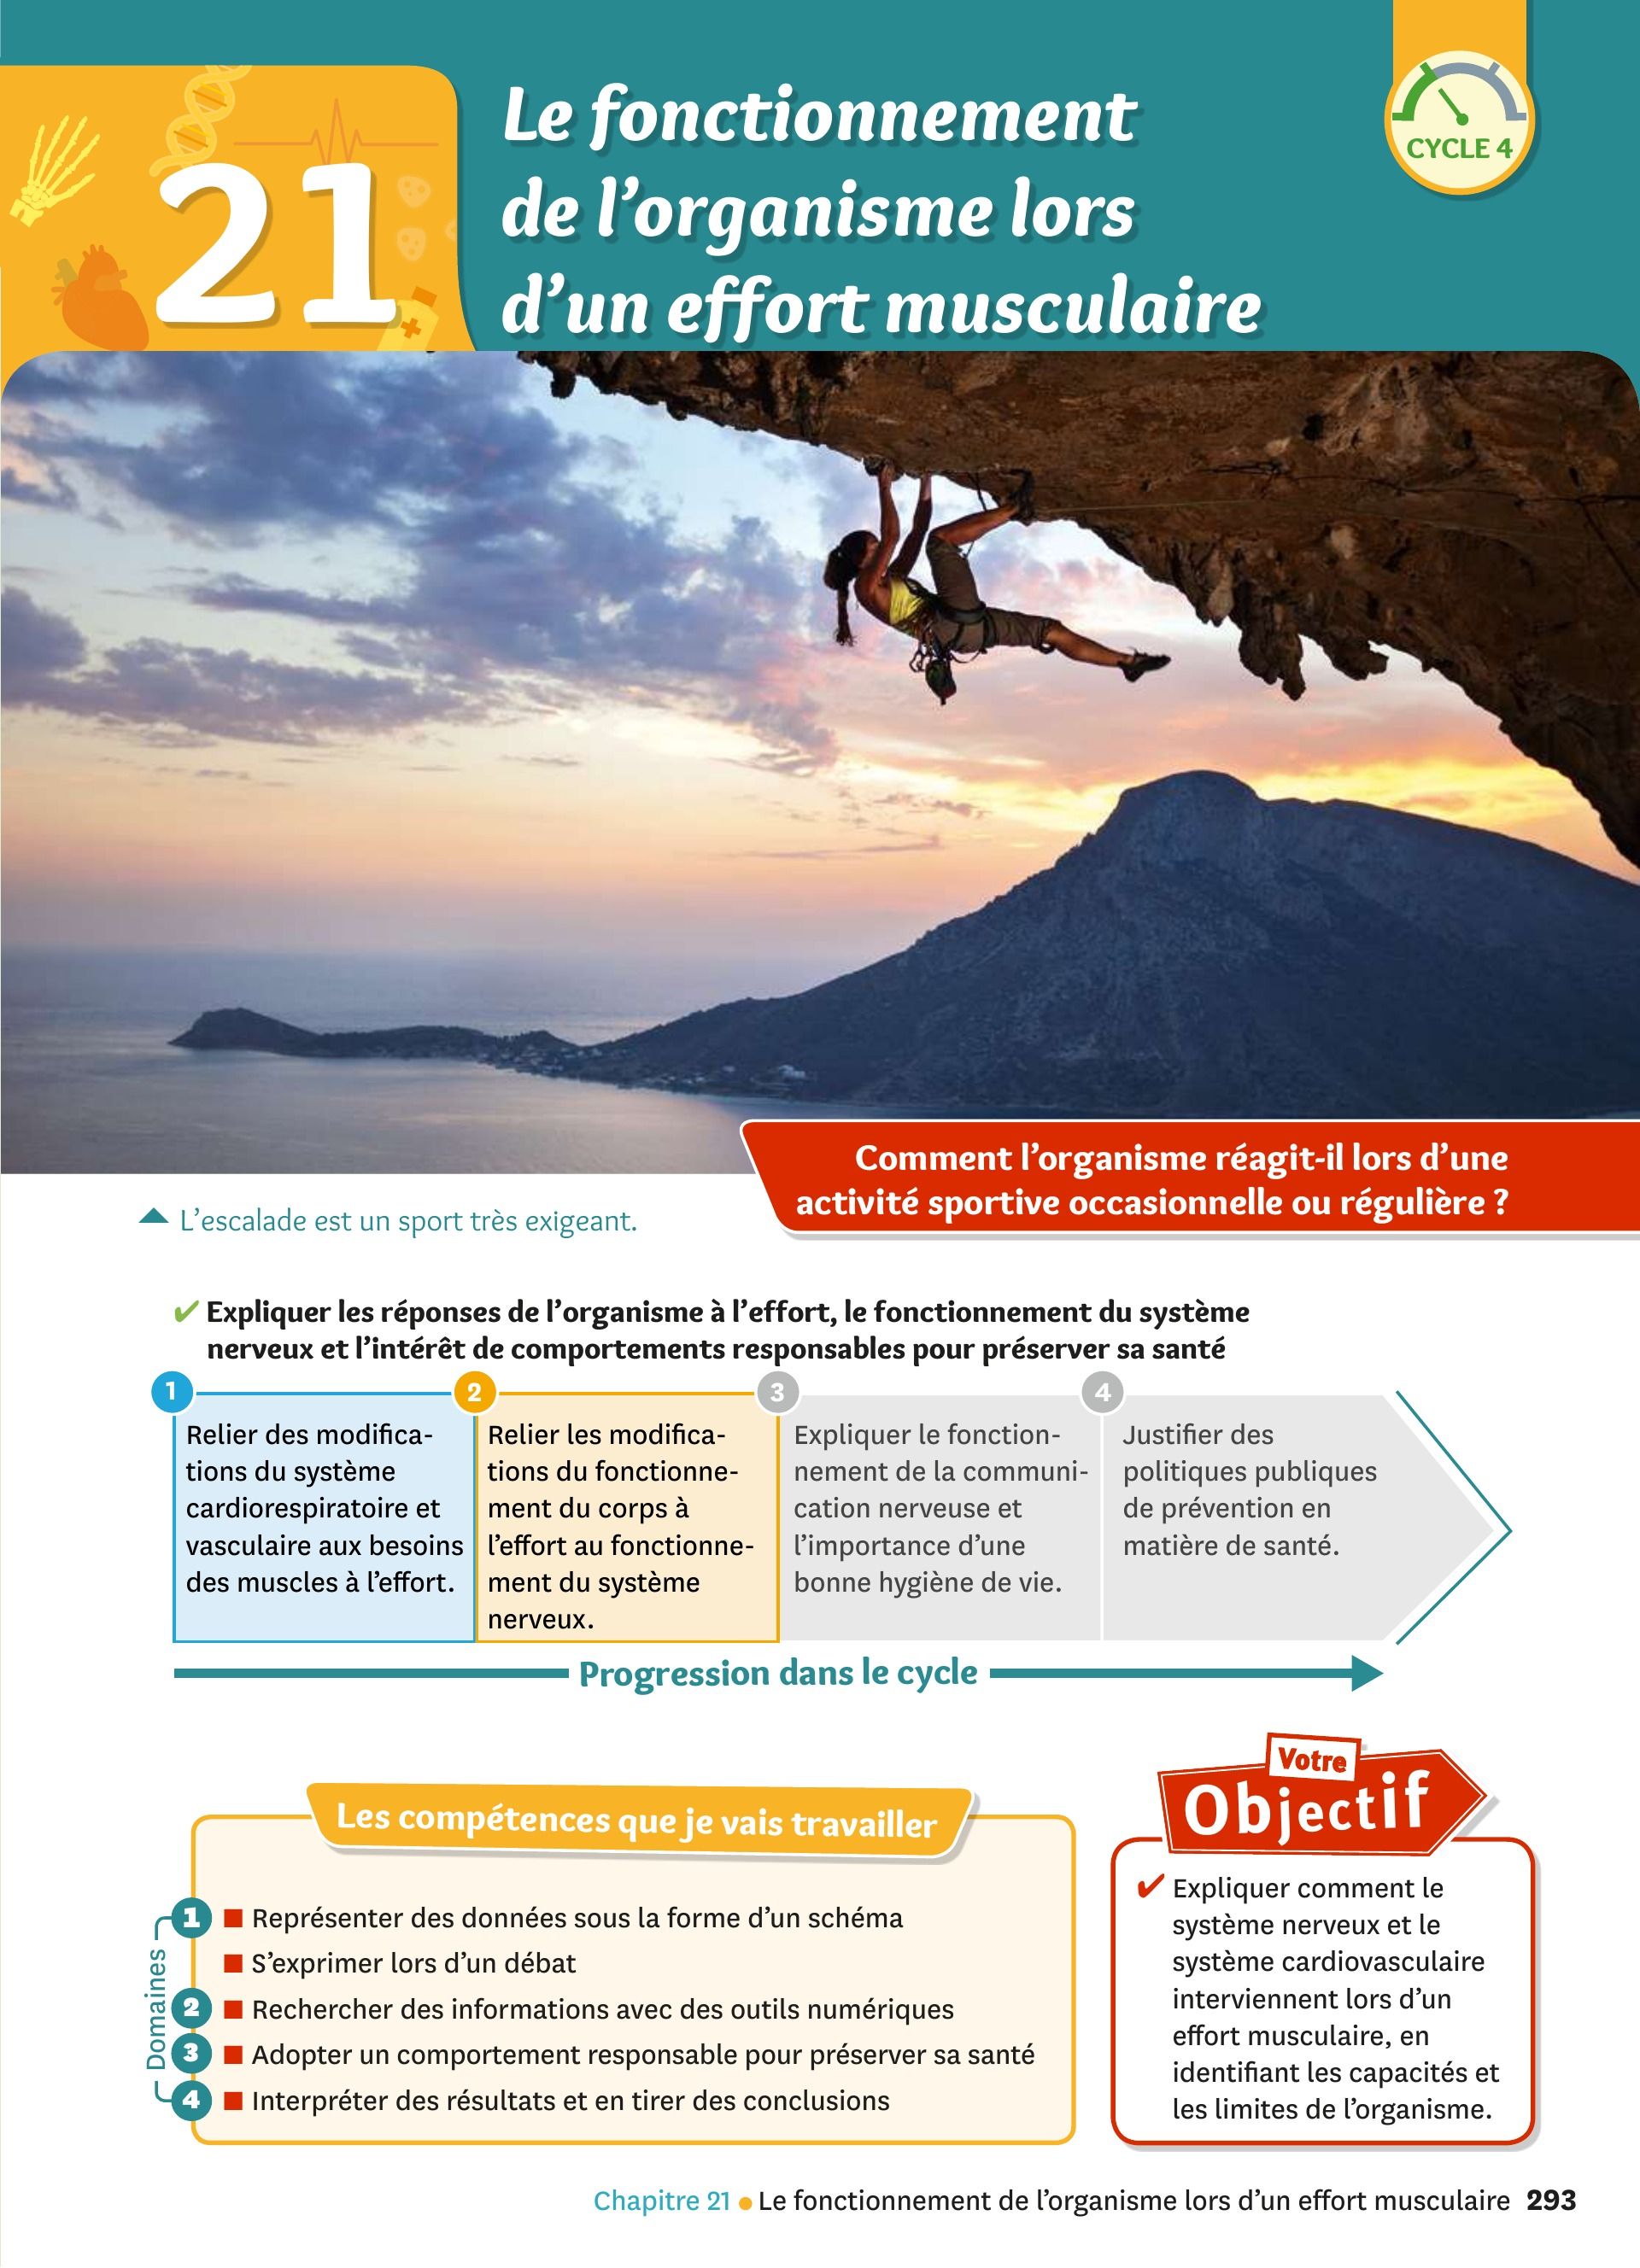 21
Le fonctionnement
de l’organisme lors
d’un effort musculaire
CYCLE 4
L’escalade est un sport très exigeant.
Comment l’organisme réagit-il lors d’une
activité sportive occasionnelle ou régulière ?
✔ Expliquer les réponses de l’organisme à l’effort, le fonctionnement du système
nerveux et l’intérêt de comportements responsables pour préserver sa santé
1
Relier des modifica-
tions du système
cardiorespiratoire et
vasculaire aux besoins
des muscles à l’effort.
2
Relier les modifica-
tions du fonctionne-
ment du corps à
l’effort au fonctionne-
ment du système
nerveux.
3
Expliquer le fonction-
nement de la communi-
cation nerveuse et
l’importance d’une
bonne hygiène de vie.
4
Justifier des
politiques publiques
de prévention en
matière de santé.
Progression dans le cycle
Les compétences que je vais travailler
Domaines
1 ■ Représenter des données sous la forme d’un schéma
■ S’exprimer lors d’un débat
2 ■ Rechercher des informations avec des outils numériques
3 ■ Adopter un comportement responsable pour préserver sa santé
4 ■ Interpréter des résultats et en tirer des conclusions
Votre
Objectif
✔ Expliquer comment le
système nerveux et le
système cardiovasculaire
interviennent lors d’un
effort musculaire, en
identifiant les capacités et
les limites de l’organisme.
Chapitre 21 ● Le fonctionnement de l’organisme lors d’un effort musculaire 293